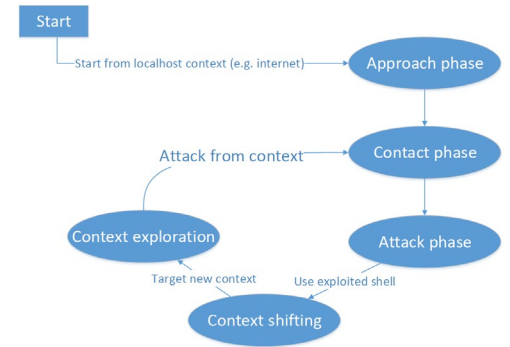 Start
Start from localhost context (e.g. internet)
Approach phase
Attack from context
Contact phase
Context exploration
Attack phase
Target new context
Use exploited shell
Context shifting